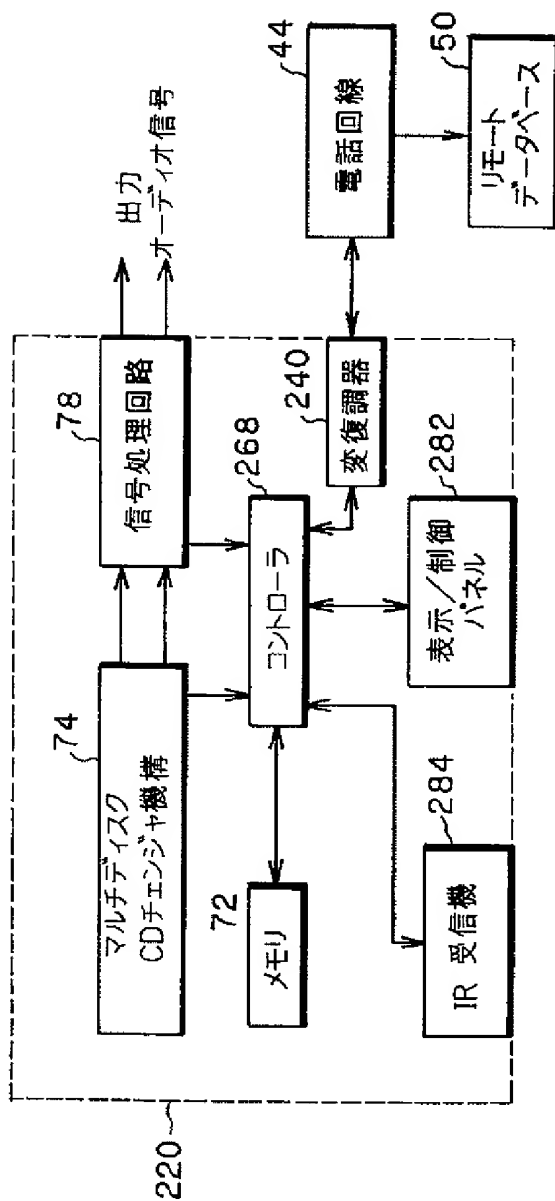 220
74
マルチディスク
CDチェンジャ機構
78
信号処理回路
出力
オーディオ信号
72
メモリ
268
コントローラ
240
変復調器
44
電話回線
284
IR 受信機
282
表示／制御
パネル
50
リモート
データベース